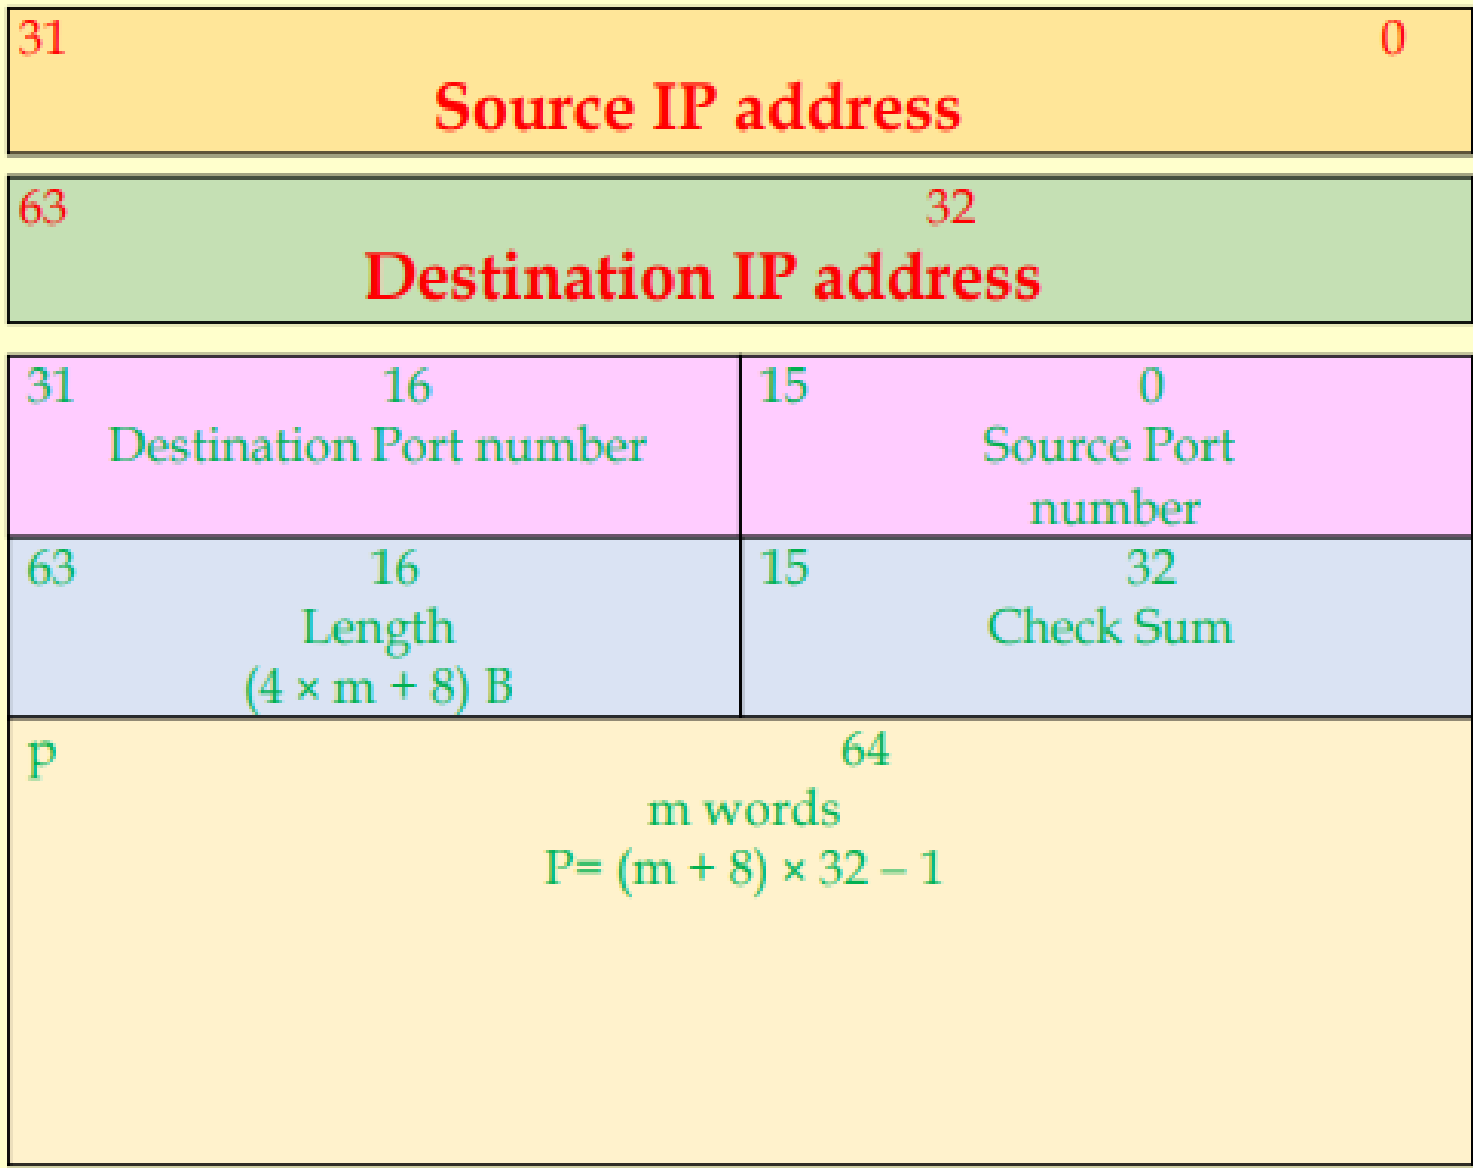 31 0
Source IP address
63 32
Destination IP address
31 16 15 0
Destination Port number Source Port
number
63 16 15 32
Length Check Sum
(4 × m + 8) B
p 64
m words
P= (m + 8) × 32 – 1